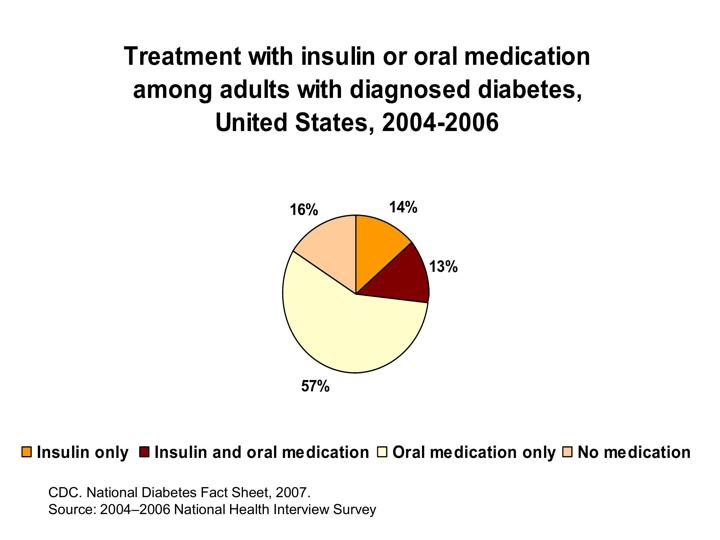 Treatment with insulin or oral medication
among adults with diagnosed diabetes,
United States, 2004-2006
16%
14%
13%
57%
Insulin only Insulin and oral medication Oral medication only No medication
CDC. National Diabetes Fact Sheet, 2007.
Source: 2004–2006 National Health Interview Survey